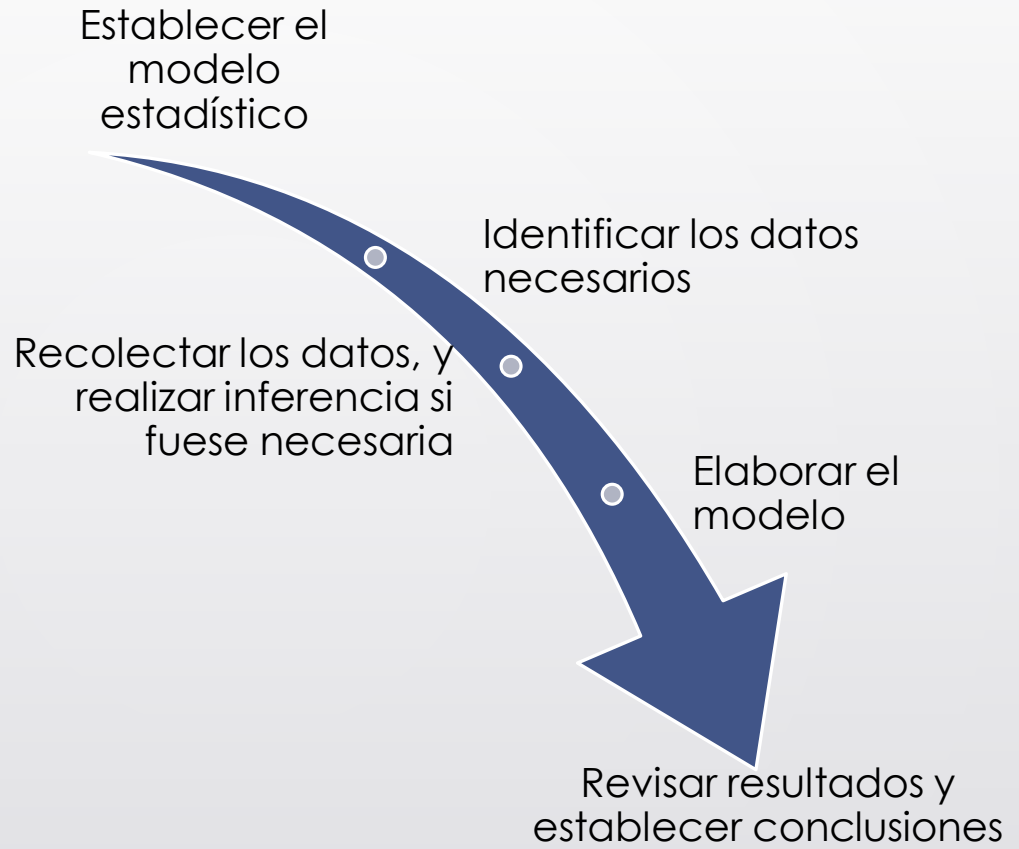 Establecer el
modelo
estadístico
Identificar los datos
necesarios
Recolectar los datos, y
realizar inferencia si
fuese necesaria
Elaborar el
modelo
Revisar resultados y
establecer conclusiones